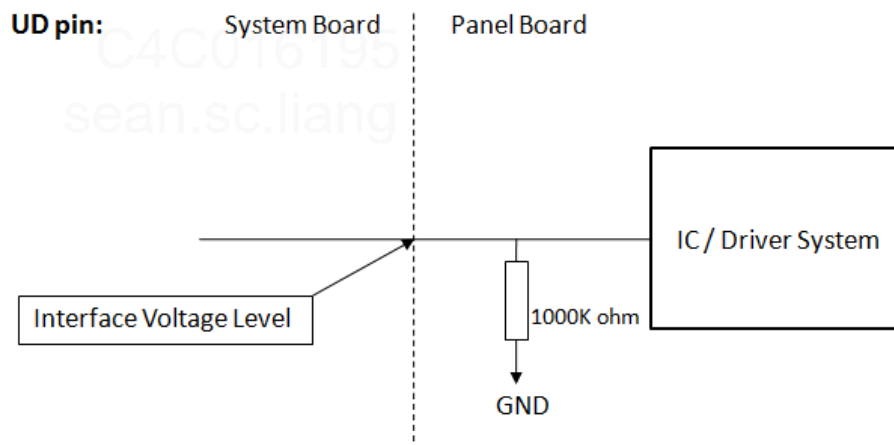 UD pin:
System Board
Panel Board
C4C016195
sean.sc.liang
IC / Driver System
Interface Voltage Level
1000K ohm
GND